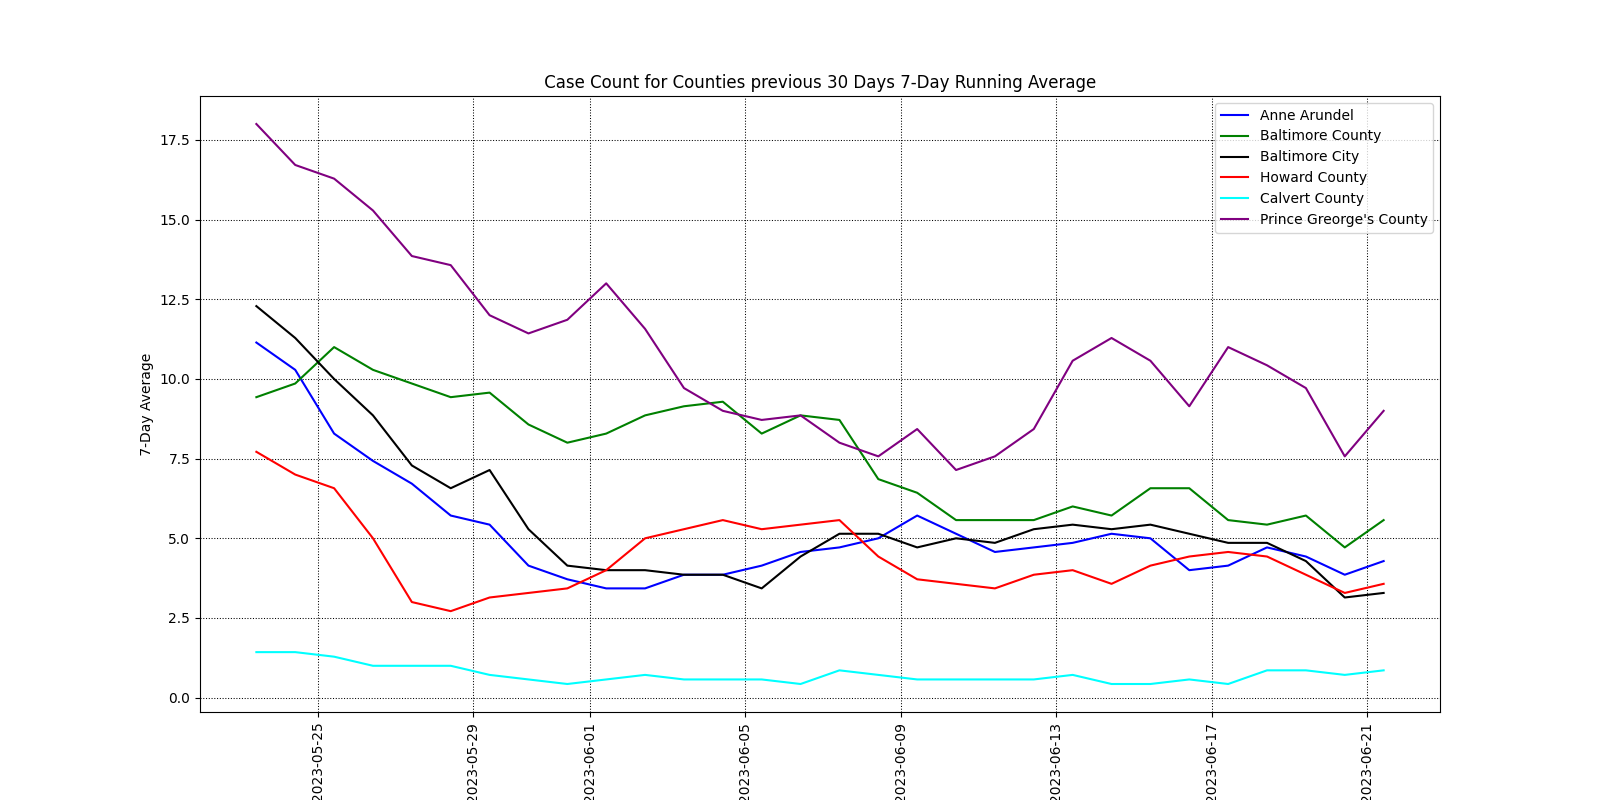 Case Count for Counties previous 30 Days 7-Day Running Average
Anne Arundel
Baltimore County
Baltimore City
Howard County
Calvert County
Prince Greorge's County
7-Day Average
17.5
15.0
12.5
10.0
7.5
5.0
2.5
0.0
2023-05-25
2023-05-29
2023-06-01
2023-06-05
2023-06-09
2023-06-13
2023-06-17
2023-06-21